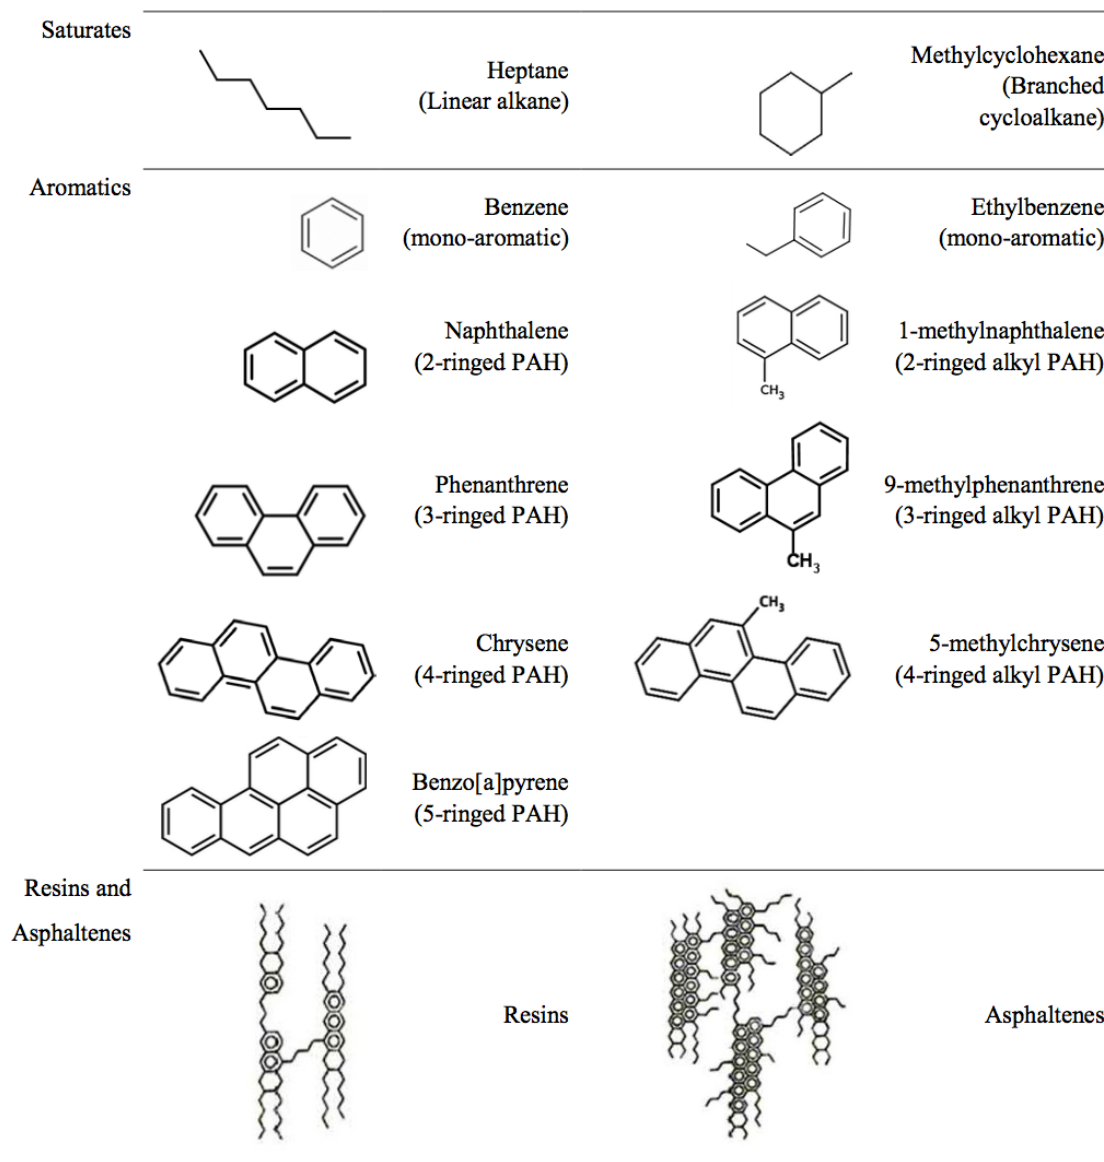 Saturates
Heptane
(Linear alkane)
Methylcyclohexane
(Branched
cycloalkane)
Aromatics
Benzene
(mono-aromatic)
Ethylbenzene
(mono-aromatic)
Naphthalene
(2-ringed PAH)
1-methylnaphthalene
(2-ringed alkyl PAH)
CH3
Phenanthrene
(3-ringed PAH)
9-methylphenanthrene
(3-ringed alkyl PAH)
CH3
Chrysene
(4-ringed PAH)
CH3
5-methylchrysene
(4-ringed alkyl PAH)
Benzo[a]pyrene
(5-ringed PAH)
Resins and
Asphaltenes
Resins
Asphaltenes